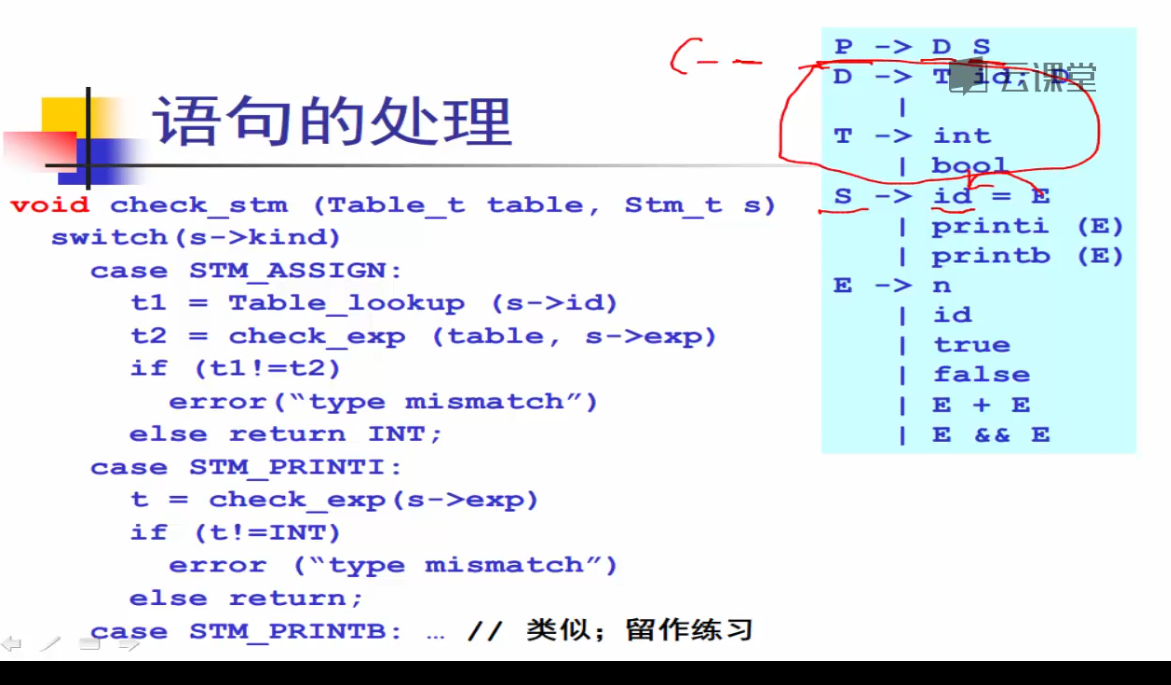 语句的处理
void check_stm (Table_t table, Stm_t s)
switch(s->kind)
case STM_ASSIGN:
t1 = Table_lookup (s->id)
t2 = check_exp (table, s->exp)
if (t1!=t2)
error(“type mismatch”)
else return INT;
case STM_PRINTI:
t = check_exp(s->exp)
if (t!=INT)
error (“type mismatch”)
else return;
case STM_PRINTB: … // 类似；留作练习
P -> D S
D -> T id; D
|
T -> int
| bool
S -> id = E
| printi (E)
| printb (E)
E -> n
| id
| true
| false
| E + E
| E && E
云课堂
C--